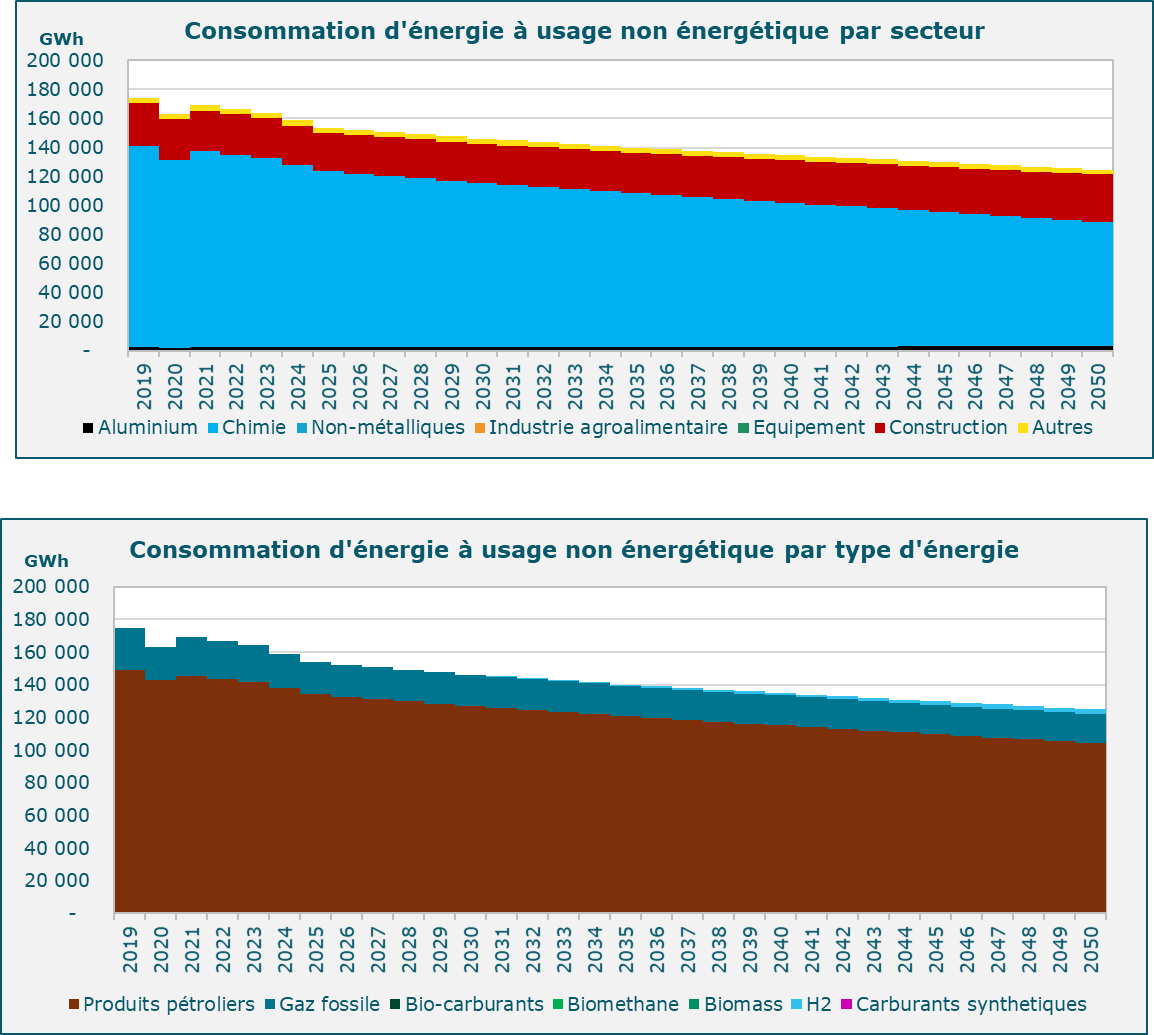 Consommation d'énergie à usage non énergétique par secteur
GWh
200 000
180 000
160 000
140 000
120 000
100 000
80 000
60 000
40 000
20 000
-
2019 2020 2021 2022 2023 2024 2025 2026 2027 2028 2029 2030 2031 2032 2033 2034 2035 2036 2037 2038 2039 2040 2041 2042 2043 2044 2045 2046 2047 2048 2049 2050
Aluminium Chimie Non-métalliques Industrie agroalimentaire Equipement Construction Autres
Consommation d'énergie à usage non énergétique par type d'énergie
GWh
200 000
180 000
160 000
140 000
120 000
100 000
80 000
60 000
40 000
20 000
-
2019 2020 2021 2022 2023 2024 2025 2026 2027 2028 2029 2030 2031 2032 2033 2034 2035 2036 2037 2038 2039 2040 2041 2042 2043 2044 2045 2046 2047 2048 2049 2050
Produits pétroliers Gaz fossile Bio-carburants Biomethane Biomass H2 Carburants synthetiques